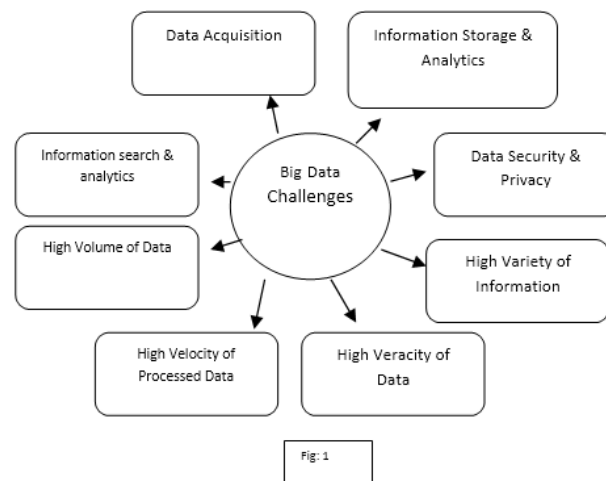 Data Acquisition
Information Storage &
Analytics
Information search &
analytics
Big Data
Challenges
Data Security &
Privacy
High Volume of Data
High Variety of
Information
High Velocity of
Processed Data
High Veracity of
Data
Fig: 1